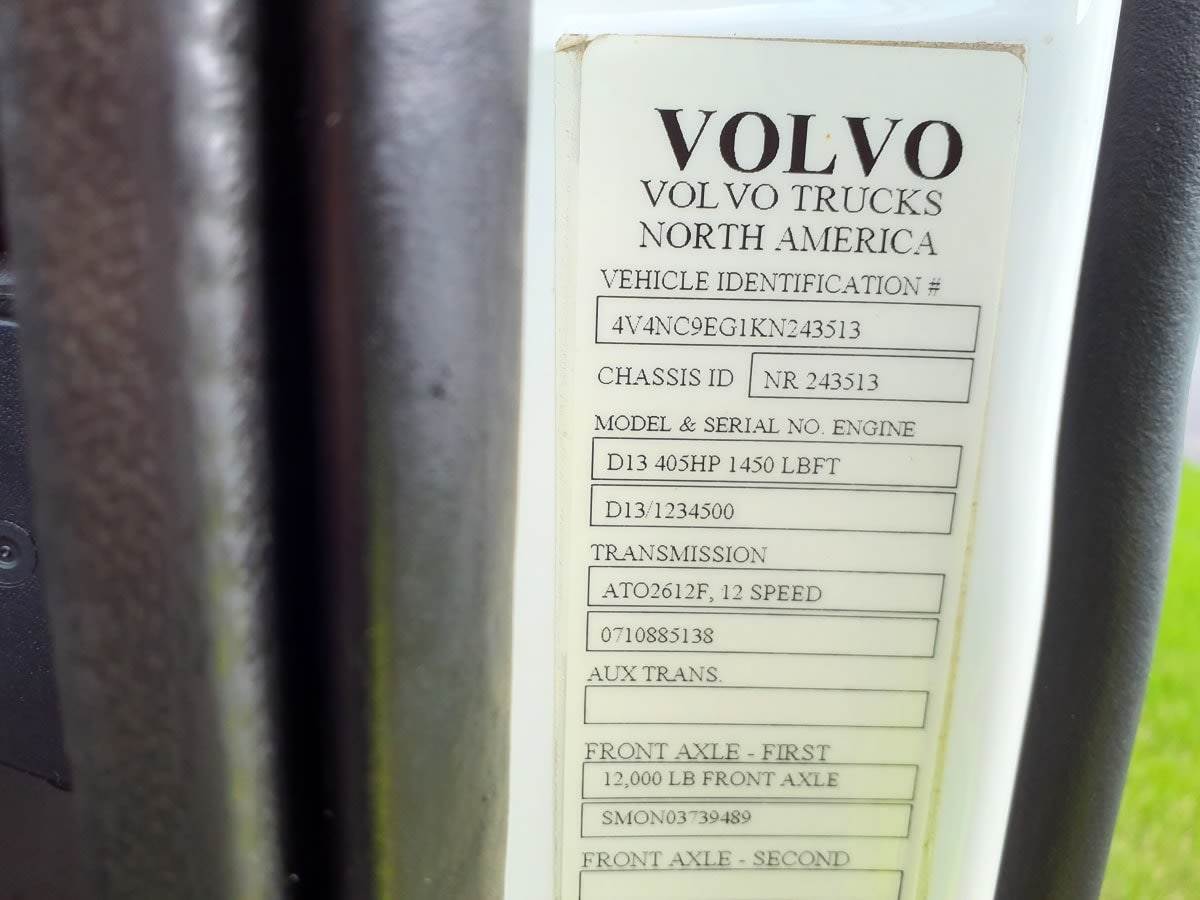 VOLVO
VOLVO TRUCKS
NORTH AMERICA
VEHICLE IDENTIFICATION #
4V4NC9EG1KN243513
CHASSIS ID NR 243513
MODEL & SERIAL NO. ENGINE
D13 405HP 1450 LBFT
D13/1234500
TRANSMISSION
ATO2612F, 12 SPEED
0710885138
AUX TRANS.
FRONT AXLE - FIRST
12,000 LB FRONT AXLE
SMON03739489
FRONT AXLE - SECOND